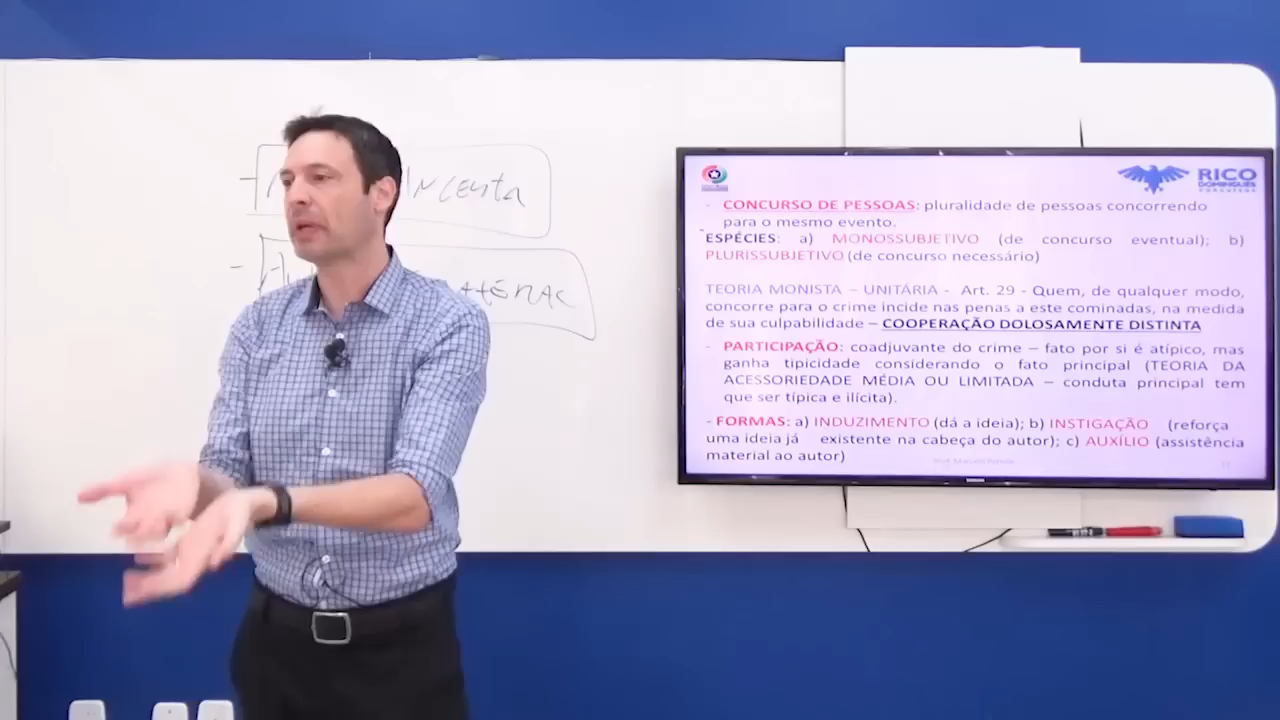 RICO
DOMINGUES
- CONCURSO DE PESSOAS: pluralidade de pessoas concorrendo
para o mesmo evento.
ESPÉCIES: a) MONOSSUBJETIVO (de concurso eventual); b)
PLURISSUBJETIVO (de concurso necessário)
TEORIA MONISTA – UNITÁRIA - Art. 29 - Quem, de qualquer modo,
concorre para o crime incide nas penas a este cominadas, na medida
de sua culpabilidade – COOPERAÇÃO DOLOSAMENTE DISTINTA
- PARTICIPAÇÃO: coadjuvante do crime – fato por si é atípico, mas
ganha tipicidade considerando o fato principal (TEORIA DA
ACESSORIEDADE MÉDIA OU LIMITADA – conduta principal tem
que ser típica e ilícita).
- FORMAS: a) INDUZIMENTO (dá a ideia); b) INSTIGAÇÃO (reforça
uma ideia já existente na cabeça do autor); c) AUXÍLIO (assistência
material ao autor)